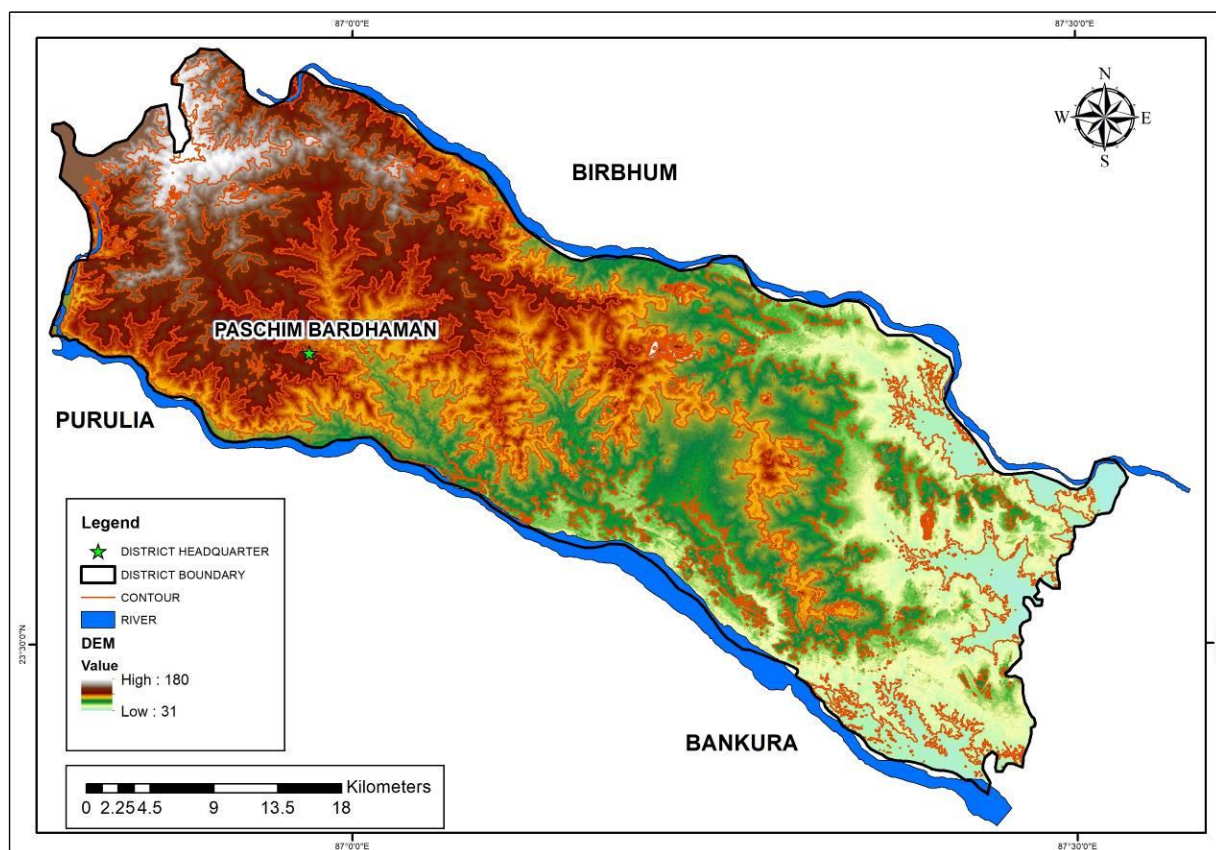 87°0'0"E
87°30'0"E
N
W
E
S
BIRBHUM
PASCHIM BARDHAMAN
PURULIA
BANKURA
23°30'0"N
Legend
DISTRICT HEADQUARTER
DISTRICT BOUNDARY
CONTOUR
RIVER
DEM
Value
High : 180
Low : 31
Kilometers
0 2.25 4.5 9 13.5 18
87°0'0"E
87°30'0"E